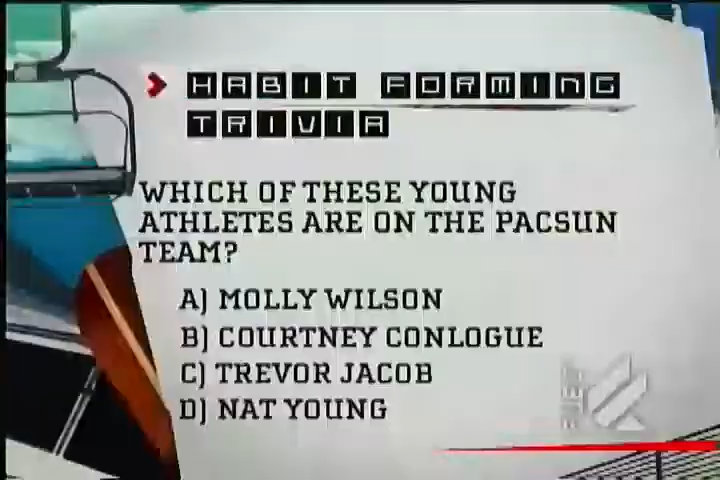 HABIT FORMING
TRIVIA
WHICH OF THESE YOUNG
ATHLETES ARE ON THE PACSUN
TEAM?
A) MOLLY WILSON
B) COURTNEY CONLOGUE
C) TREVOR JACOB
D) NAT YOUNG